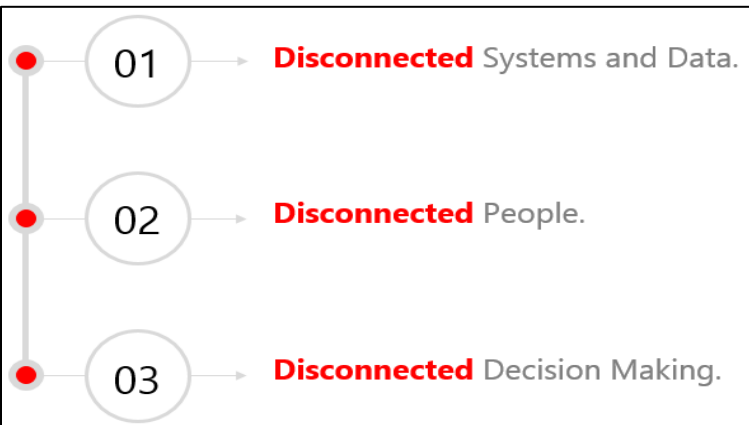 01 Disconnected Systems and Data.
02 Disconnected People.
03 Disconnected Decision Making.